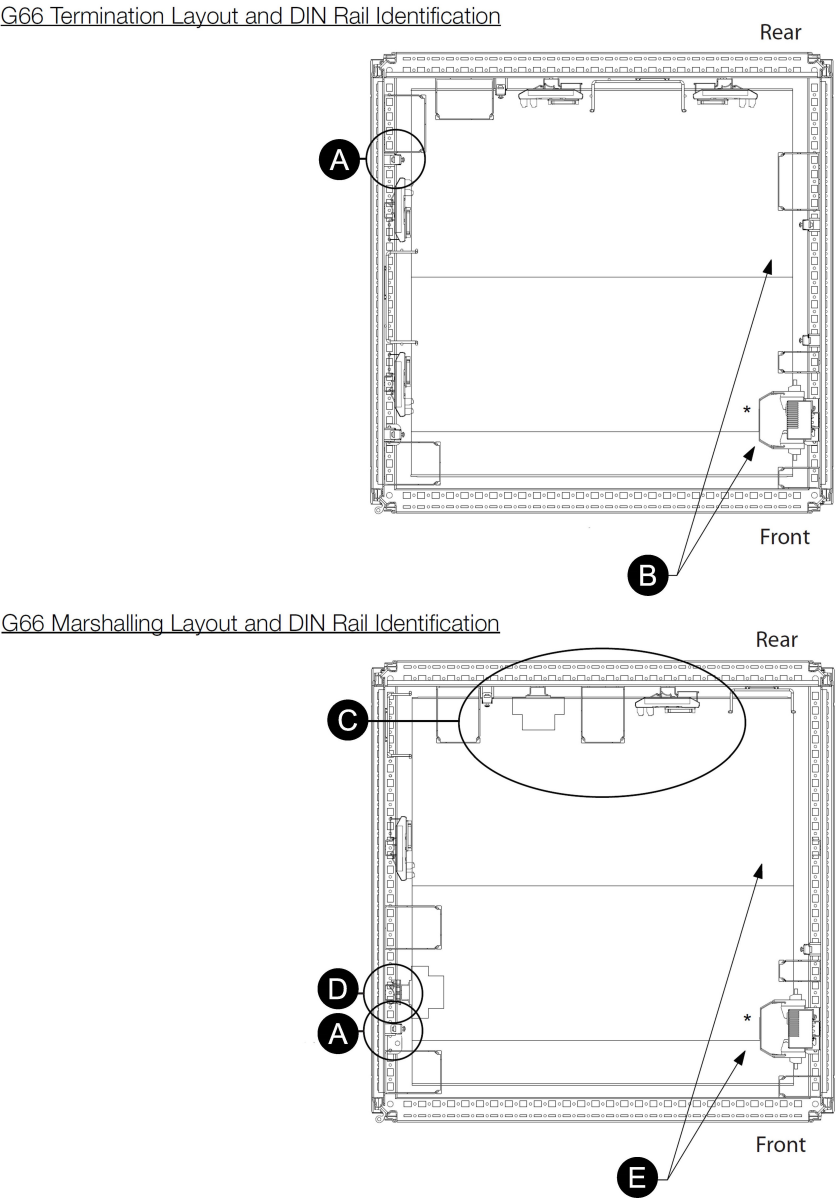 G66 Termination Layout and DIN Rail Identification
Rear
A
*
Front
B
G66 Marshalling Layout and DIN Rail Identification
Rear
C
D
A
*
Front
E